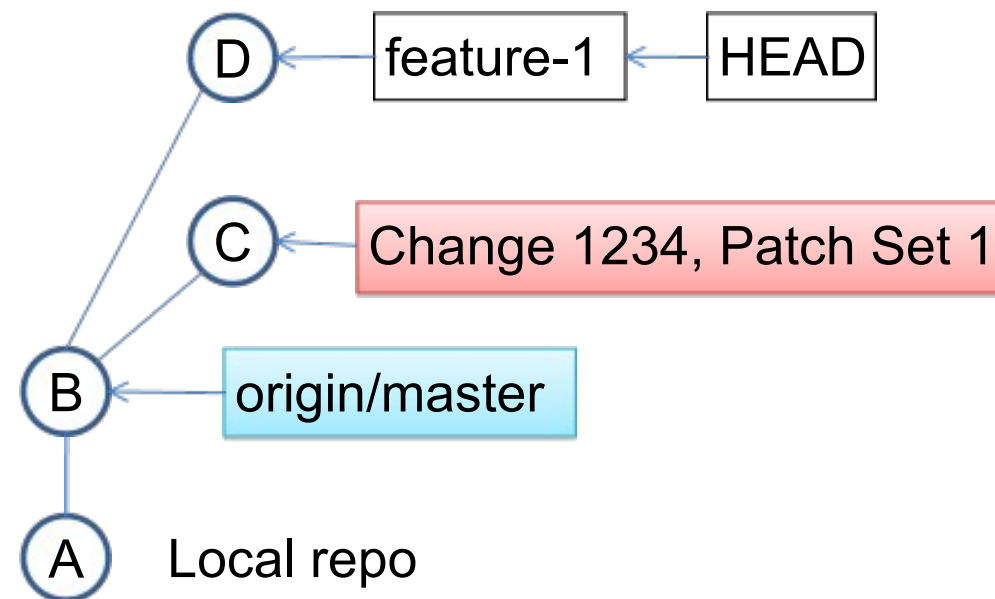 D feature-1 HEAD
C Change 1234, Patch Set 1
B origin/master
A Local repo